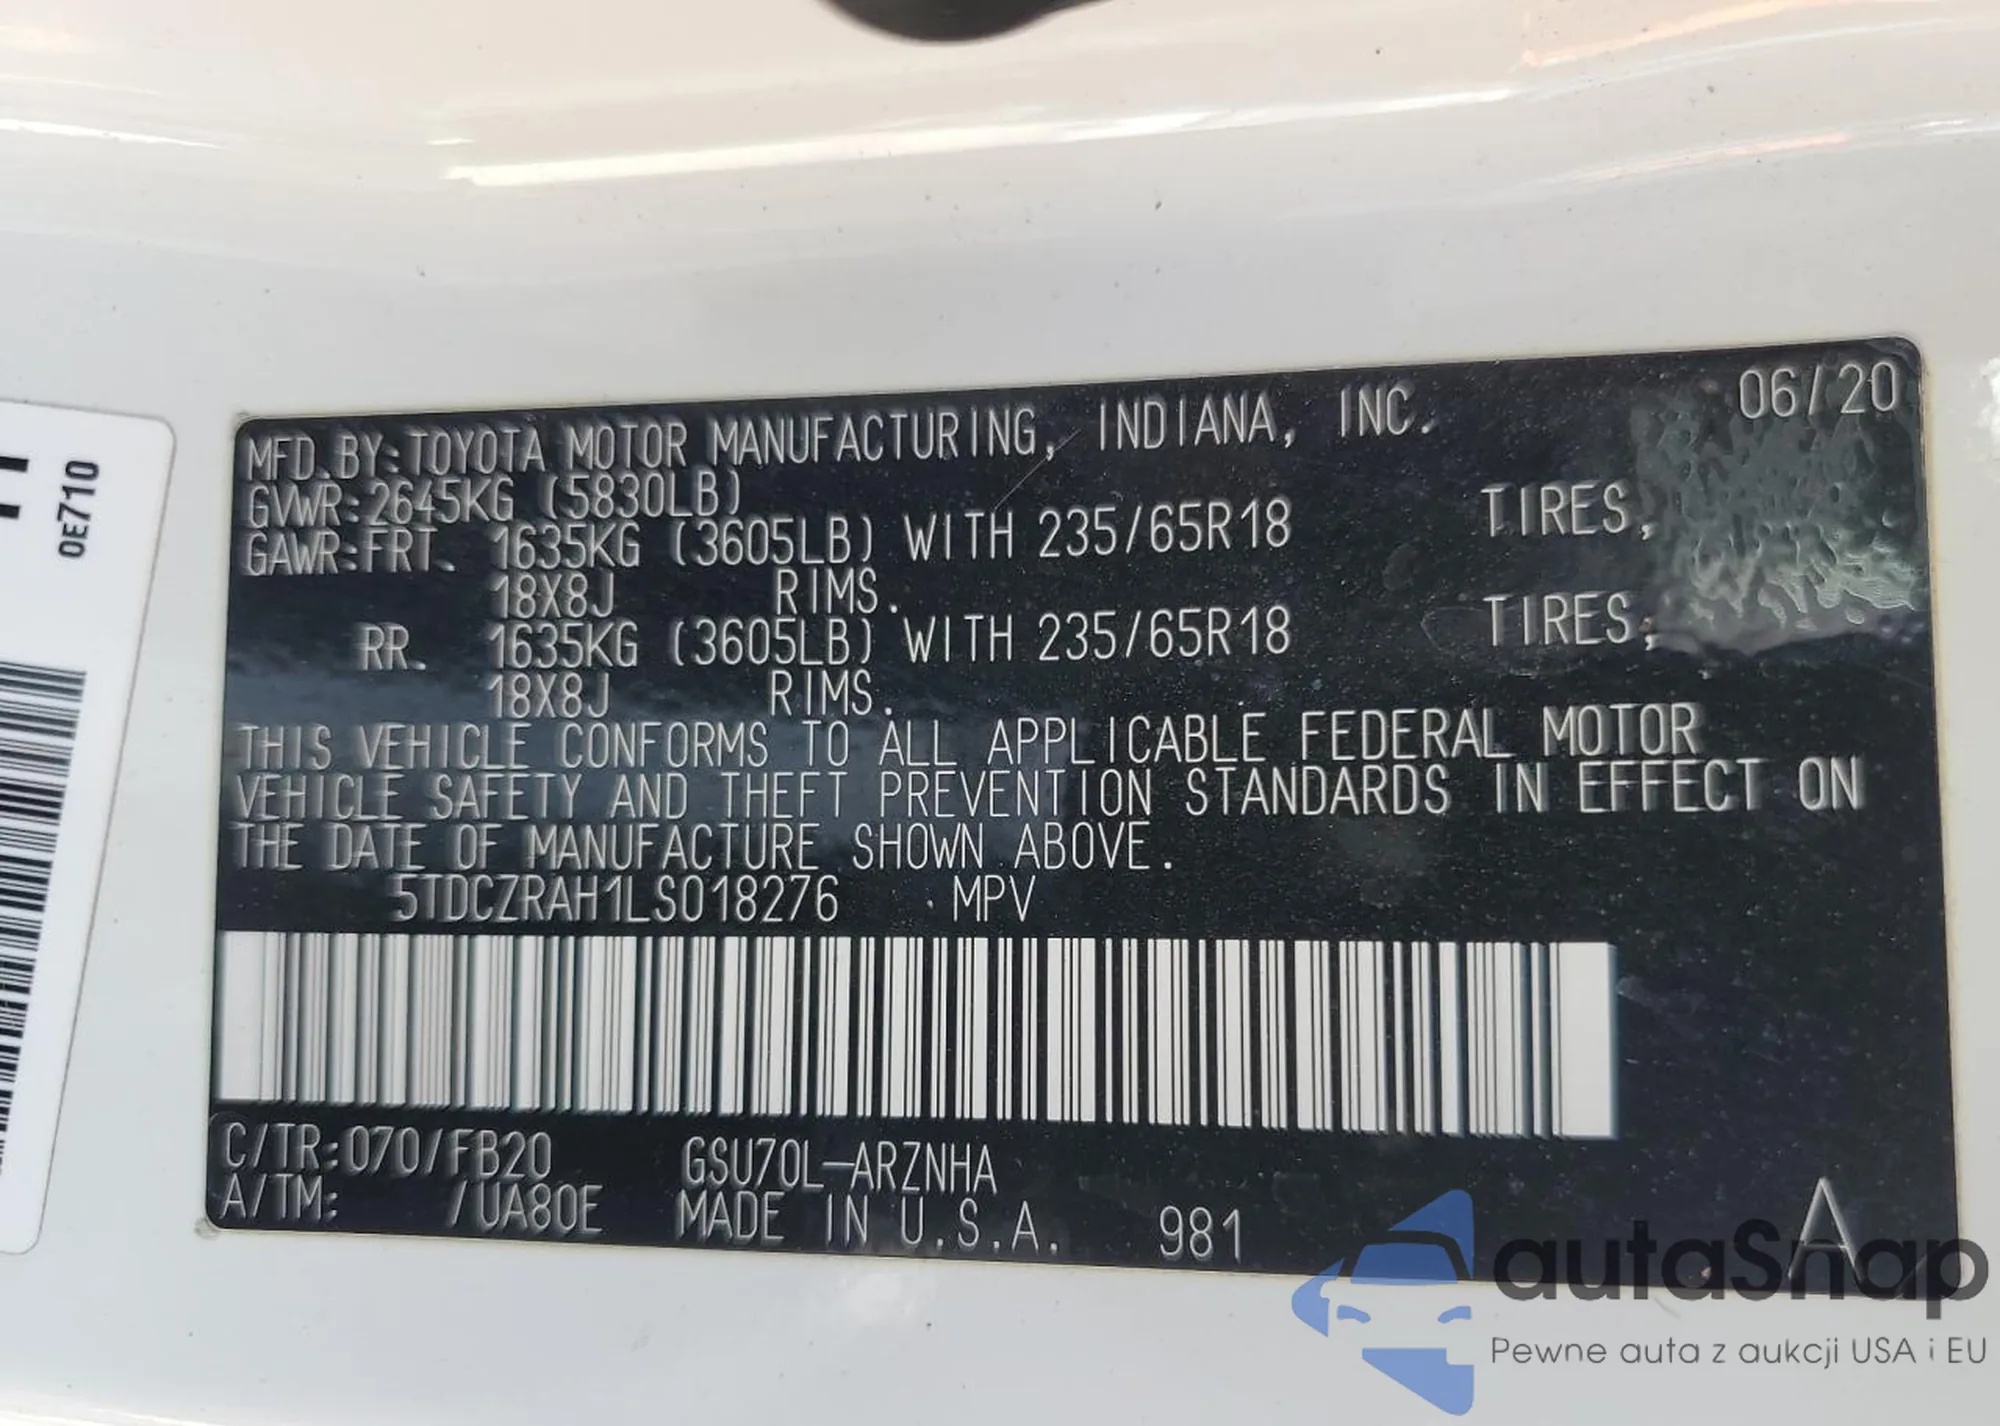 06/20
MFD.BY:TOYOTA MOTOR MANUFACTURING, INDIANA, INC.
GVWR:2645KG (5830LB)
GAWR:FRT. 1635KG (3605LB) WITH 235/65R18 TIRES,
18X8J RIMS.
RR. 1635KG (3605LB) WITH 235/65R18 TIRES,
18X8J RIMS.
THIS VEHICLE CONFORMS TO ALL APPLICABLE FEDERAL MOTOR
VEHICLE SAFETY AND THEFT PREVENTION STANDARDS IN EFFECT ON
THE DATE OF MANUFACTURE SHOWN ABOVE.
5TDCZRAH1LS018276 MPV
C/TR:070/FB20 GSU70L-ARZNHA
A/TM: /UA80E MADE IN U.S.A. 981 A
0E710
autaSnap
Pewne auta z aukcji USA i EU